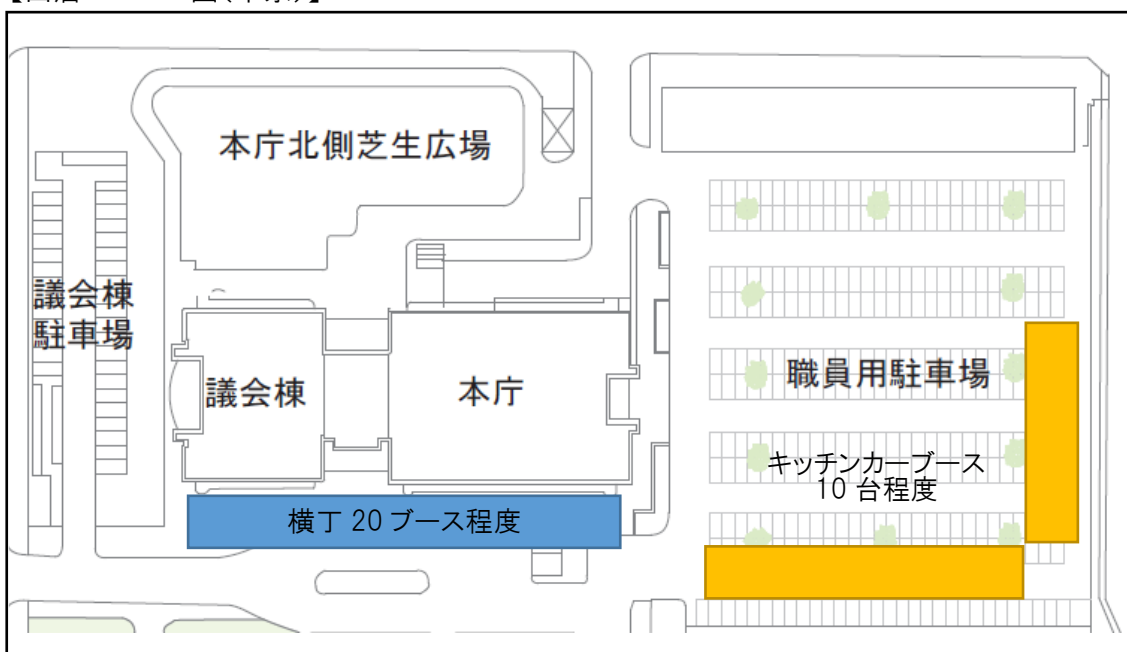 本庁北側芝生広場
議会棟
駐車場
議会棟
本庁
職員用駐車場
キッチンカーブース
10 台程度
横丁 20 ブース程度